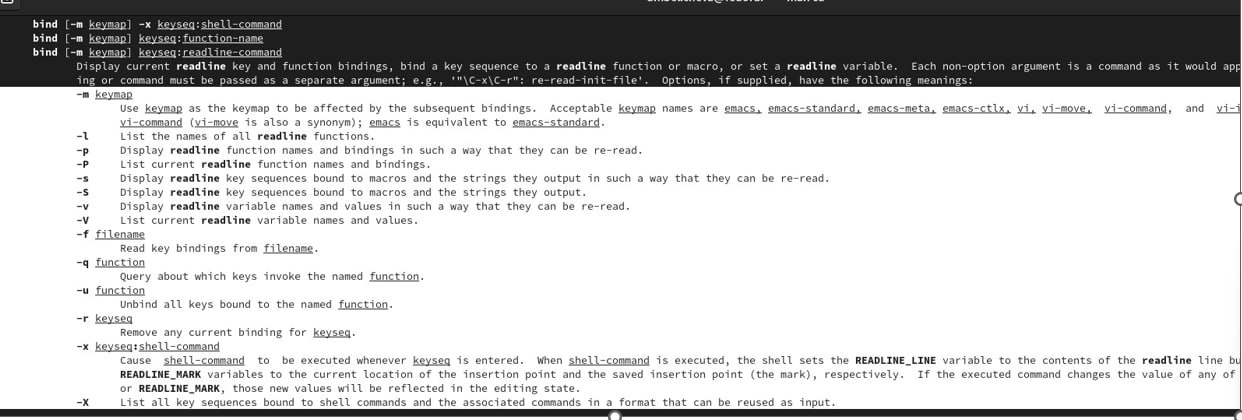 bind [-m keymap] -x keyseq:shell-command
bind [-m keymap] keyseq:function-name
bind [-m keymap] keyseq:readline-command
Display current readline key and function bindings, bind a key sequence to a readline function or macro, or set a readline variable.  Each non-option argument is a command as it would app
ing or command must be passed as a separate argument; e.g., '"\C-x\C-r": re-read-init-file'.  Options, if supplied, have the following meanings:
-m keymap
Use keymap as the keymap to be affected by the subsequent bindings.  Acceptable keymap names are emacs, emacs-standard, emacs-meta, emacs-ctlx, vi, vi-move,  vi-command,  and  vi-i
vi-command (vi-move is also a synonym); emacs is equivalent to emacs-standard.
-l     List the names of all readline functions.
-p     Display readline function names and bindings in such a way that they can be re-read.
-P     List current readline function names and bindings.
-s     Display readline key sequences bound to macros and the strings they output in such a way that they can be re-read.
-S     Display readline key sequences bound to macros and the strings they output.
-v     Display readline variable names and values in such a way that they can be re-read.
-V     List current readline variable names and values.
-f filename
Read key bindings from filename.
-q function
Query about which keys invoke the named function.
-u function
Unbind all keys bound to the named function.
-r keyseq
Remove any current binding for keyseq.
-x keyseq:shell-command
Cause  shell-command  to  be executed whenever keyseq is entered.  When shell-command is executed, the shell sets the READLINE_LINE variable to the contents of the readline line bu
READLINE_MARK variables to the current location of the insertion point and the saved insertion point (the mark), respectively.  If the executed command changes the value of any of
or READLINE_MARK, those new values will be reflected in the editing state.
-X     List all key sequences bound to shell commands and the associated commands in a format that can be reused as input.